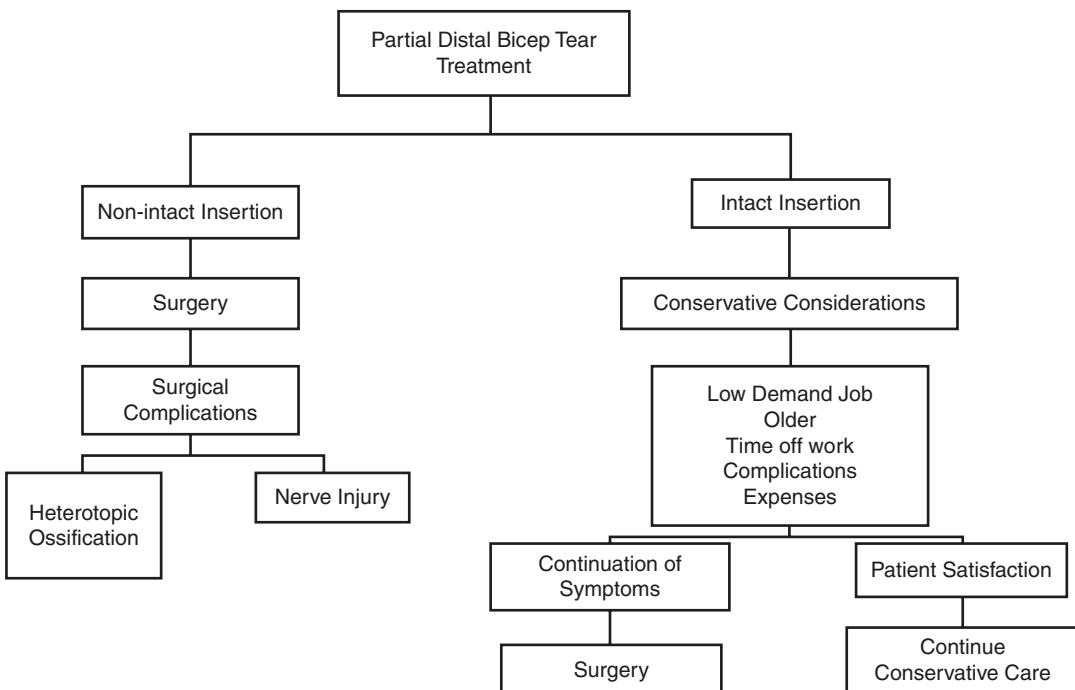 Partial Distal Bicep Tear
Treatment
Non-intact Insertion
Intact Insertion
Surgery
Conservative Considerations
Surgical
Complications
Low Demand Job
Older
Time off work
Complications
Expenses
Heterotopic
Ossification
Nerve Injury
Continuation of
Symptoms
Patient Satisfaction
Surgery
Continue
Conservative Care